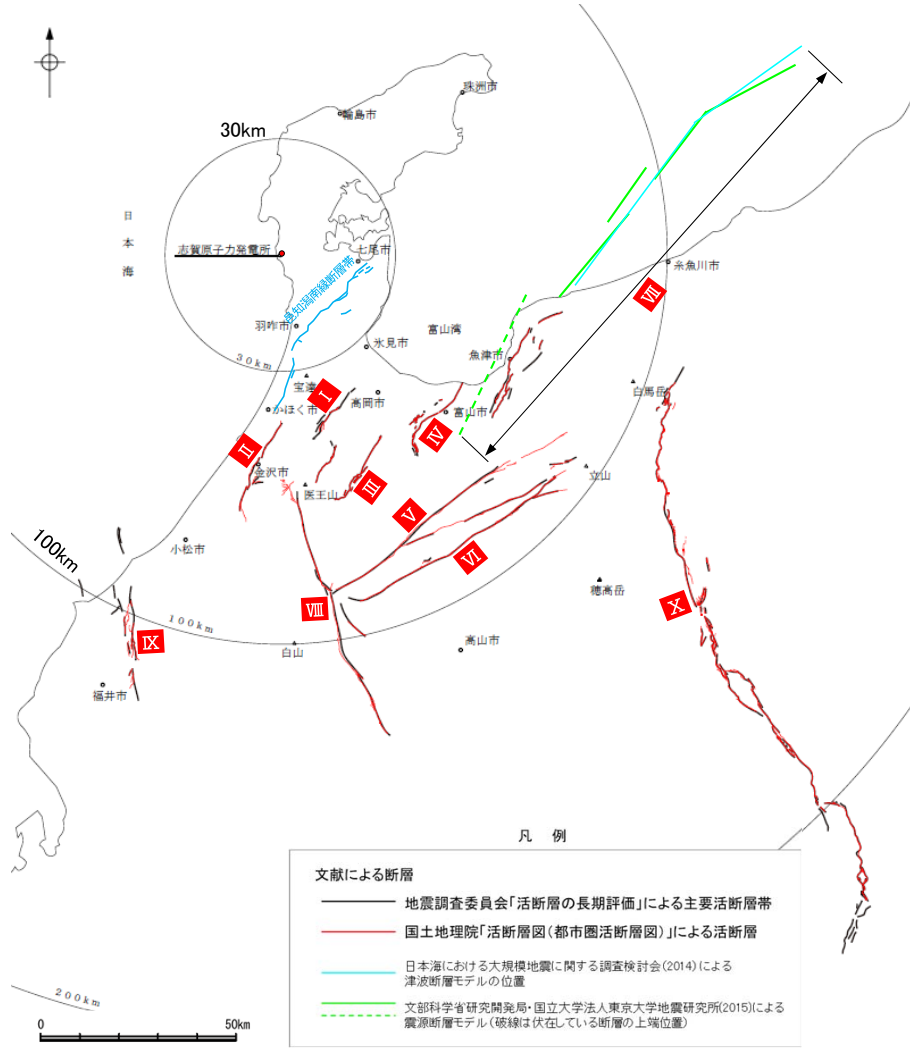 珠洲市
輪島市
30km
日
本
海
志賀原子力発電所
七尾市
糸魚川市
邑知潟南縁断層帯
Ⅶ
羽咋市
富山湾
氷見市
魚津市
30km
宝達
Ⅰ
高岡市
白馬岳
かほく市
富山市
Ⅳ
Ⅱ
金沢市
医王山
Ⅲ
立山
Ⅴ
小松市
100km
Ⅵ
穂高岳
Ⅷ
Ⅹ
100km
Ⅸ
白山
高山市
福井市
凡 例
文献による断層
地震調査委員会「活断層の長期評価」による主要活断層帯
国土地理院「活断層図(都市圏活断層図)」による活断層
日本海における大規模地震に関する調査検討会(2014)による
津波断層モデルの位置
文部科学省研究開発局・国立大学法人東京大学地震研究所(2015)による
震源断層モデル(破線は伏在している断層の上端位置)
200km
0
50km